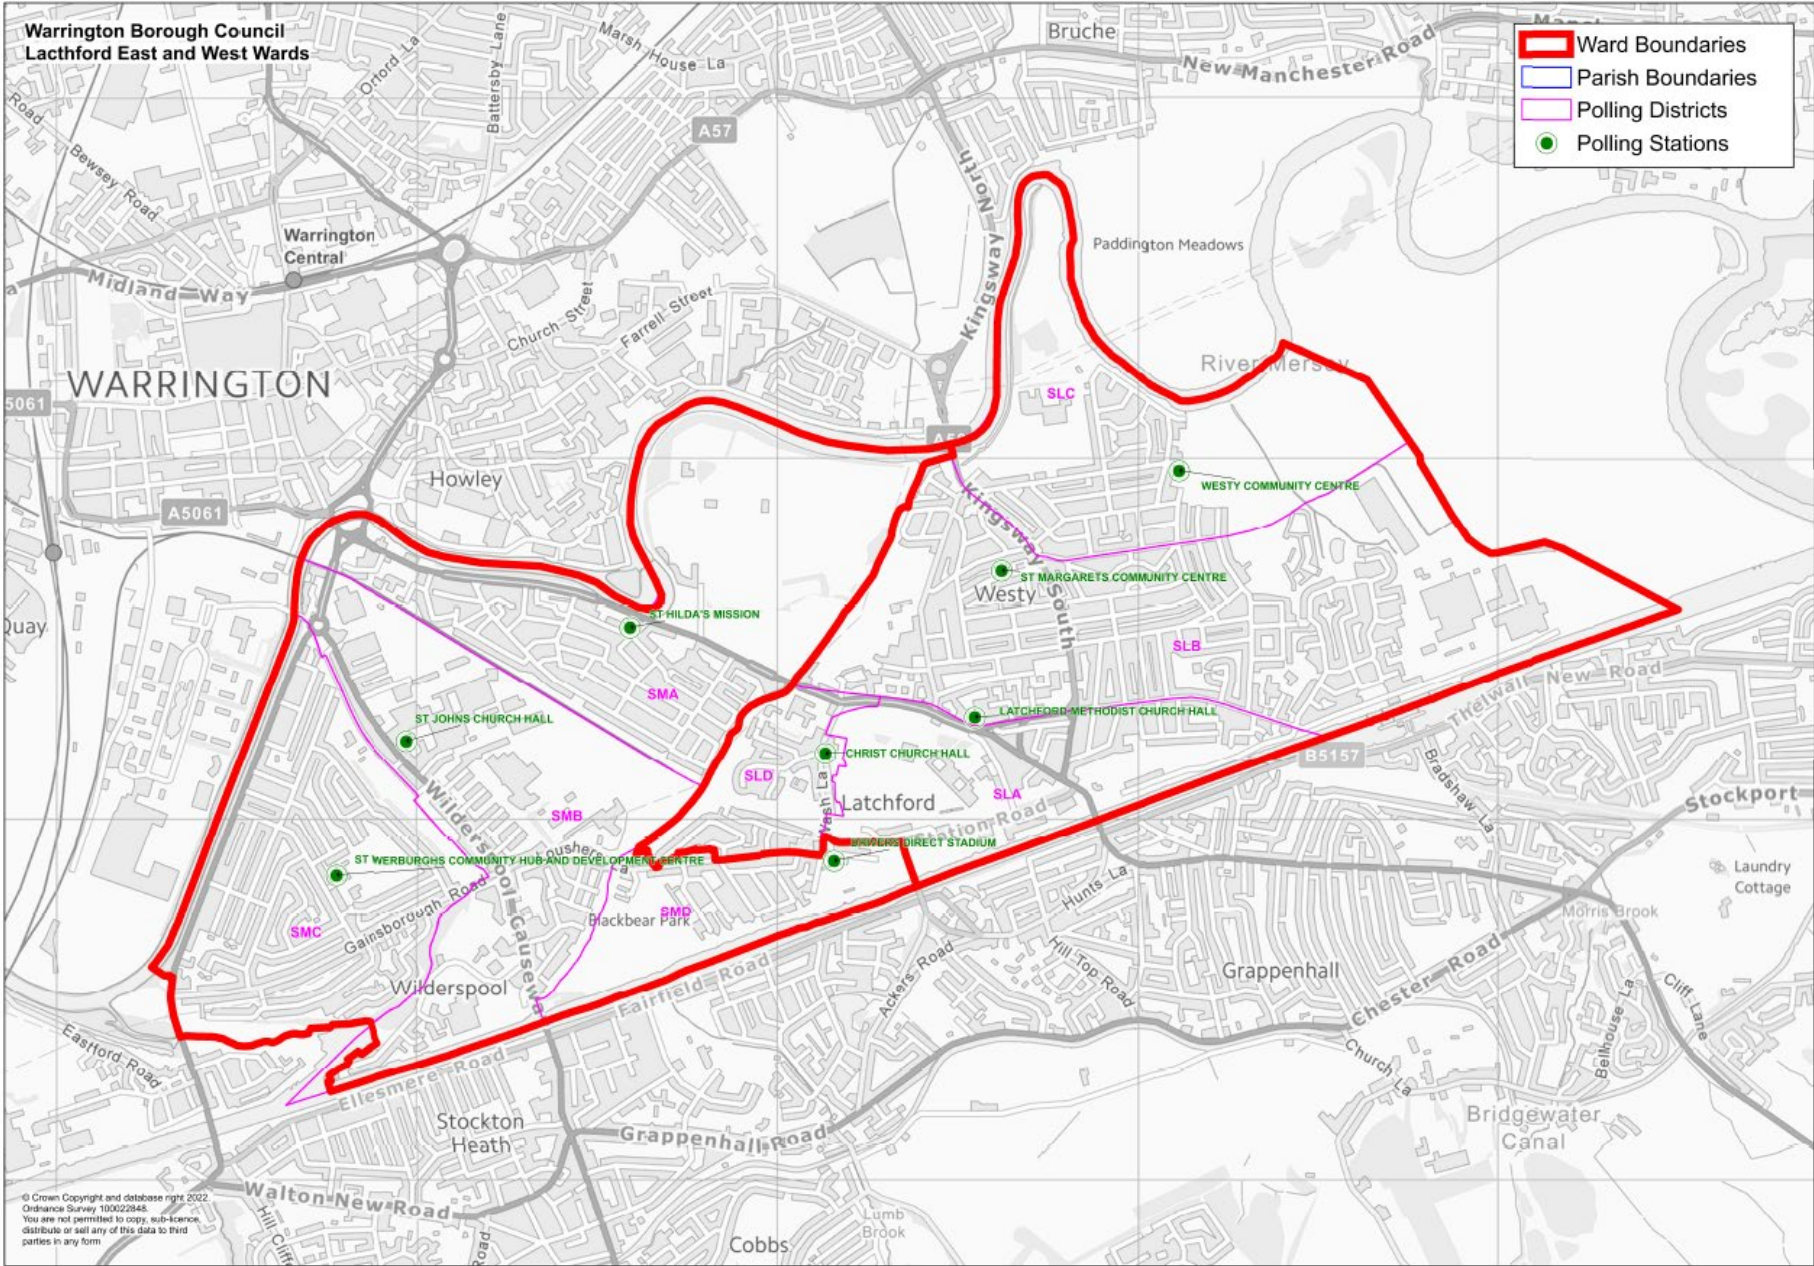 Warrington Borough Council
Lacthford East and West Wards
Ward Boundaries
Parish Boundaries
Polling Districts
Polling Stations
Bruche
New Manchester Road
Marsh House La
Orford La
Battersby Lane
Road
Bewsey Road
A57
Kingsway North
Paddington Meadows
Warrington
Central
Midland Way
Church Street
Farrell Street
WARRINGTON
5061
River Mersey
SLC
Howley
A5061
Kingsway South
WESTY COMMUNITY CENTRE
ST MARGARETS COMMUNITY CENTRE
Westy
Quay
ST HILDA'S MISSION
SLB
SMA
Thelwall New Road
ST JOHNS CHURCH HALL
LATCHFORD METHODIST CHURCH HALL
CHRIST CHURCH HALL
B5157
SLD
SLA
Bradshaw La
Stockport
Wash La
Latchford
Station Road
SMB
Wilderspool Causeway
ST WERBURGHS COMMUNITY HUB AND DEVELOPMENT CENTRE
DIRECT STADIUM
Laundry
Cottage
Hunts La
Gainsborough Road
SMC
SMD
Blackbear Park
Morris Brook
Wilderspool
Fairfield Road
Ackers Road
Hill Top Road
Grappenhall
Chester Road
Cliff Lane
Bellhouse La
Eastford Road
Ellesmere Road
Church La
Stockton
Heath
Grappenhall Road
Bridgewater
Canal
Walton New Road
Hill Cliff
Road
Lumb
Brook
Cobbs
© Crown Copyright and database right 2022.
Ordnance Survey 100022848.
You are not permitted to copy, sub-licence,
distribute or sell any of this data to third
parties in any form